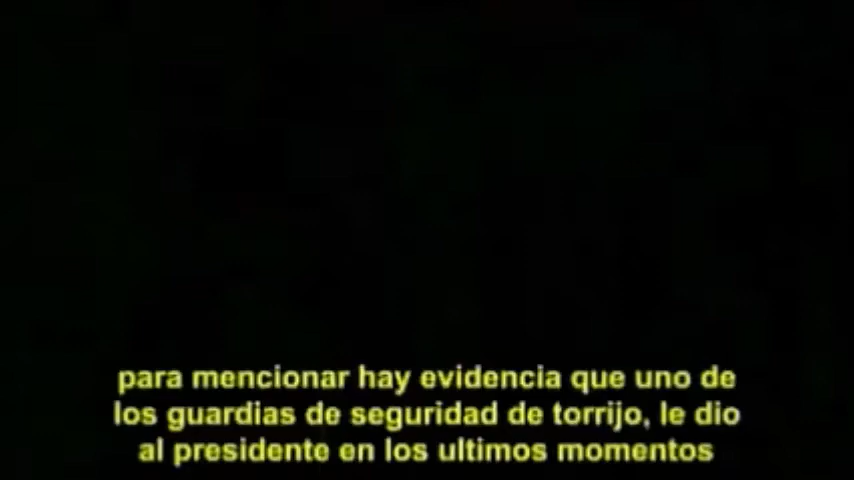 para mencionar hay evidencia que uno de
los guardias de seguridad de torrijo, le dio
al presidente en los ultimos momentos